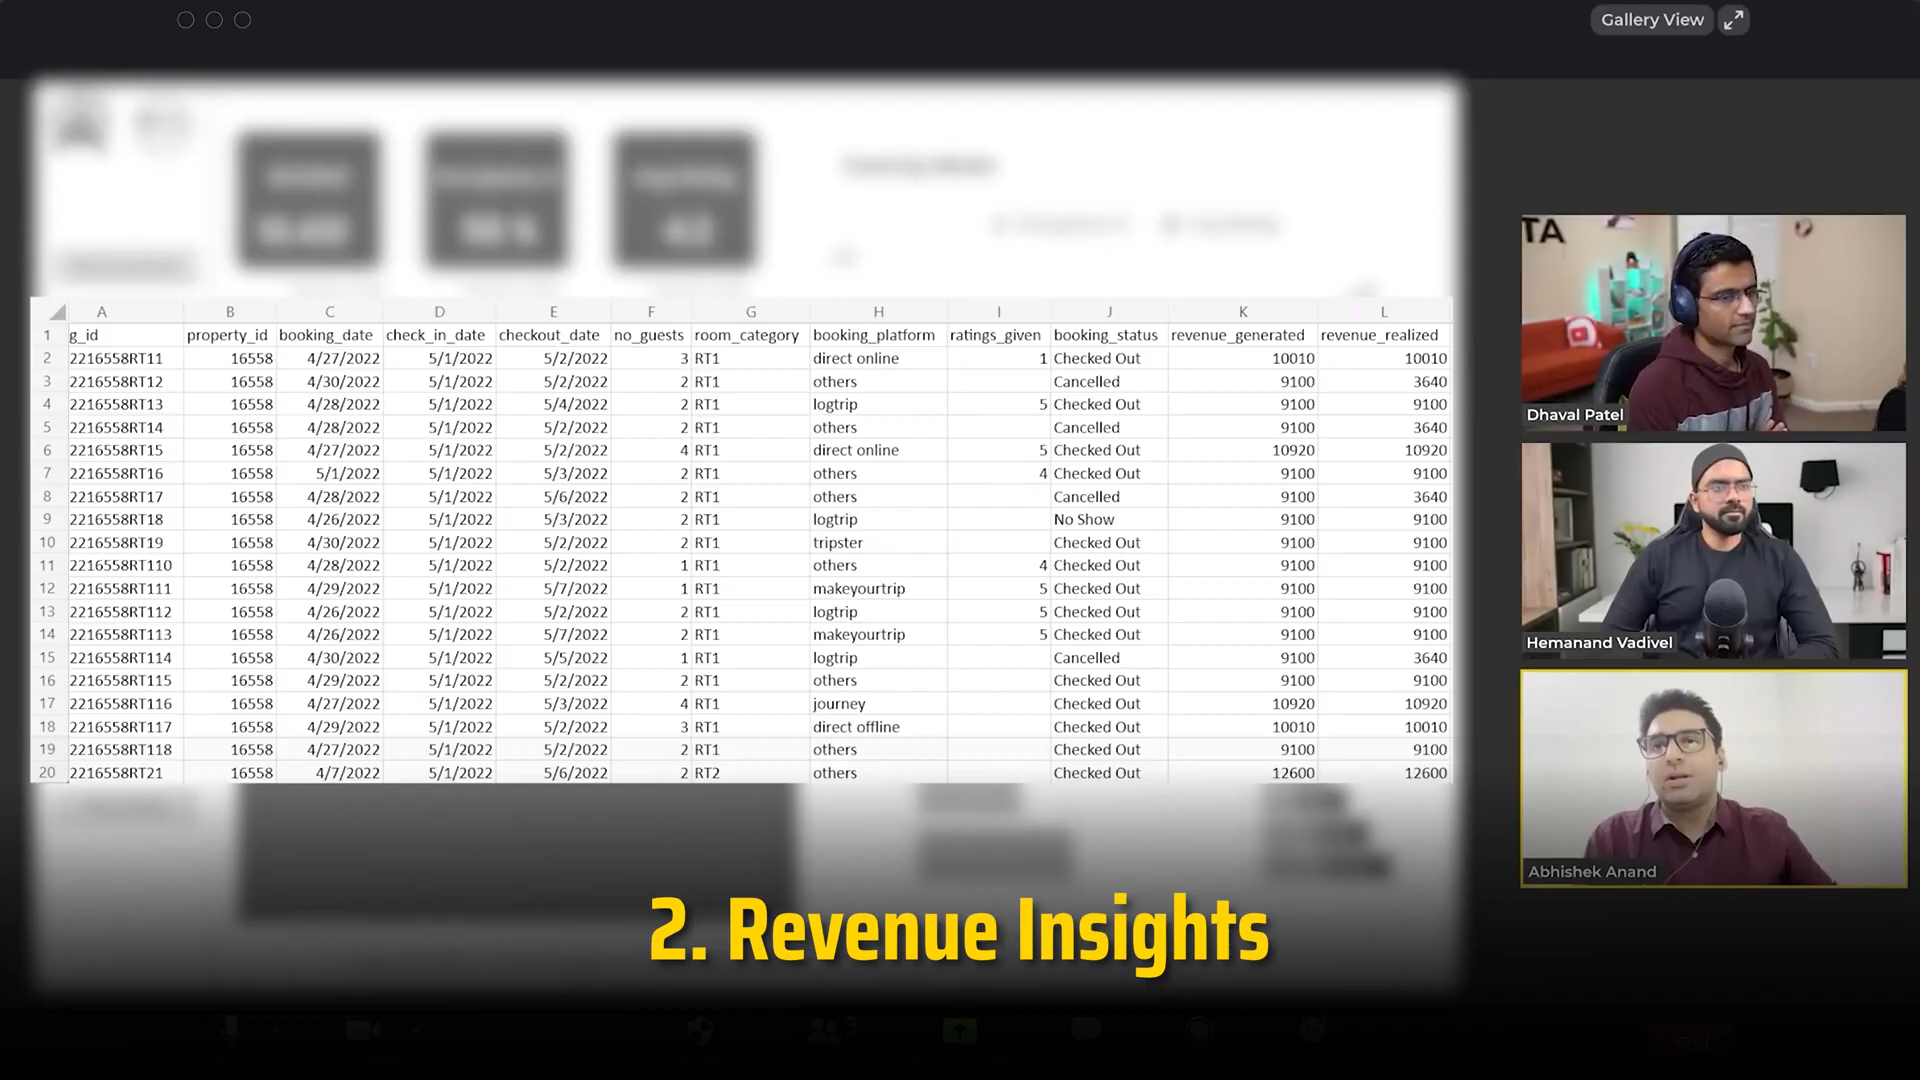 Gallery View
A B C D E F G H I J K L
1 g_id property_id booking_date check_in_date checkout_date no_guests room_category booking_platform ratings_given booking_status revenue_generated revenue_realized
2 2216558RT11 16558 4/27/2022 5/1/2022 5/2/2022 3 RT1 direct online 1 Checked Out 10010 10010
3 2216558RT12 16558 4/30/2022 5/1/2022 5/2/2022 2 RT1 others Cancelled 9100 3640
4 2216558RT13 16558 4/28/2022 5/1/2022 5/4/2022 2 RT1 logtrip 5 Checked Out 9100 9100
5 2216558RT14 16558 4/28/2022 5/1/2022 5/2/2022 2 RT1 others Cancelled 9100 3640
6 2216558RT15 16558 4/27/2022 5/1/2022 5/2/2022 4 RT1 direct online 5 Checked Out 10920 10920
7 2216558RT16 16558 5/1/2022 5/1/2022 5/3/2022 2 RT1 others 4 Checked Out 9100 9100
8 2216558RT17 16558 4/28/2022 5/1/2022 5/6/2022 2 RT1 others Cancelled 9100 3640
9 2216558RT18 16558 4/26/2022 5/1/2022 5/3/2022 2 RT1 logtrip No Show 9100 9100
10 2216558RT19 16558 4/30/2022 5/1/2022 5/2/2022 2 RT1 tripster Checked Out 9100 9100
11 2216558RT110 16558 4/28/2022 5/1/2022 5/2/2022 1 RT1 others 4 Checked Out 9100 9100
12 2216558RT111 16558 4/29/2022 5/1/2022 5/7/2022 1 RT1 makeyourtrip 5 Checked Out 9100 9100
13 2216558RT112 16558 4/26/2022 5/1/2022 5/2/2022 2 RT1 logtrip 5 Checked Out 9100 9100
14 2216558RT113 16558 4/26/2022 5/1/2022 5/7/2022 2 RT1 makeyourtrip 5 Checked Out 9100 9100
15 2216558RT114 16558 4/30/2022 5/1/2022 5/5/2022 1 RT1 logtrip Cancelled 9100 3640
16 2216558RT115 16558 4/29/2022 5/1/2022 5/2/2022 2 RT1 others Checked Out 9100 9100
17 2216558RT116 16558 4/27/2022 5/1/2022 5/3/2022 4 RT1 journey Checked Out 10920 10920
18 2216558RT117 16558 4/29/2022 5/1/2022 5/2/2022 3 RT1 direct offline Checked Out 10010 10010
19 2216558RT118 16558 4/27/2022 5/1/2022 5/2/2022 2 RT1 others Checked Out 9100 9100
20 2216558RT21 16558 4/7/2022 5/1/2022 5/6/2022 2 RT2 others Checked Out 12600 12600
TA
Dhaval Patel
Hemanand Vadivel
Abhishek Anand
2. Revenue Insights
3
End